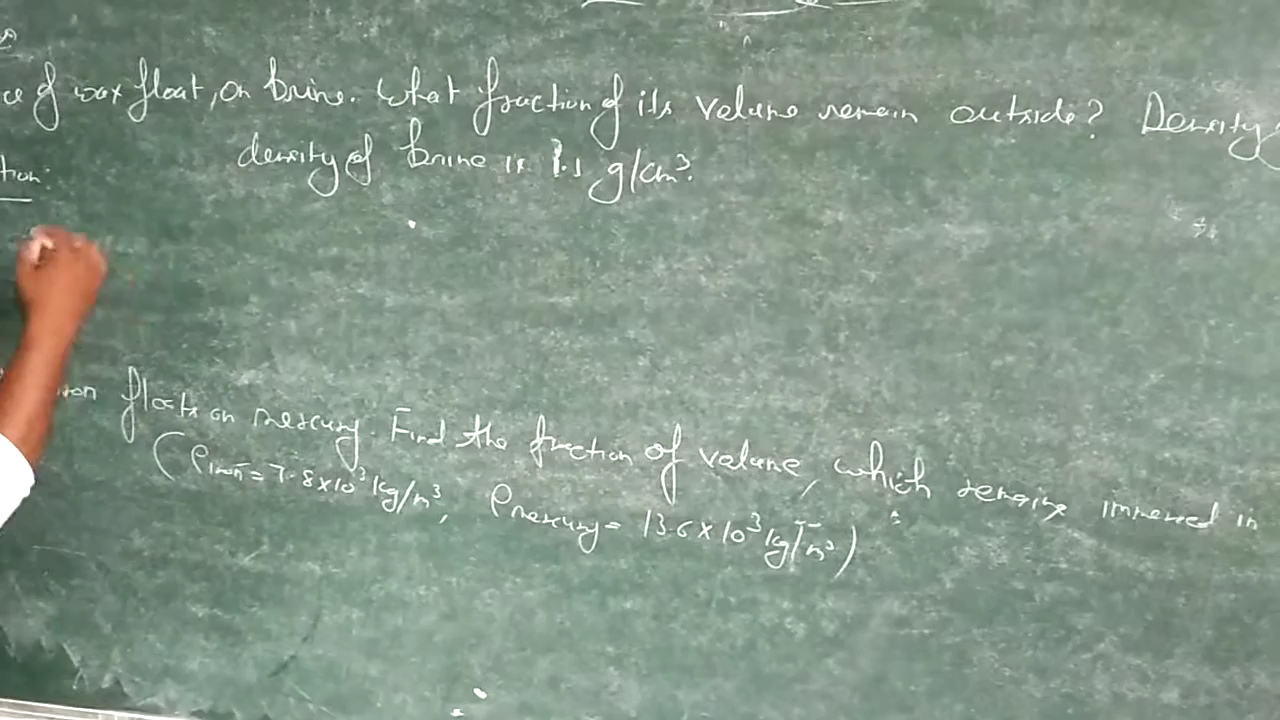 ce of wax float, on brine. What fraction of its volume remain outside? Density
density of brine is 1.1 g/cm³.
tion:
iron floats on mercury. Find the fraction of volume, which remains immersed in
(ρiron = 7.8×10³ kg/m³, ρmercury = 13.6×10³ kg/m³)